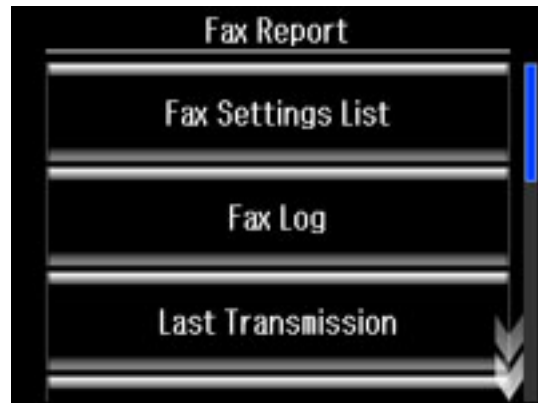 Fax Report
Fax Settings List
Fax Log
Last Transmission